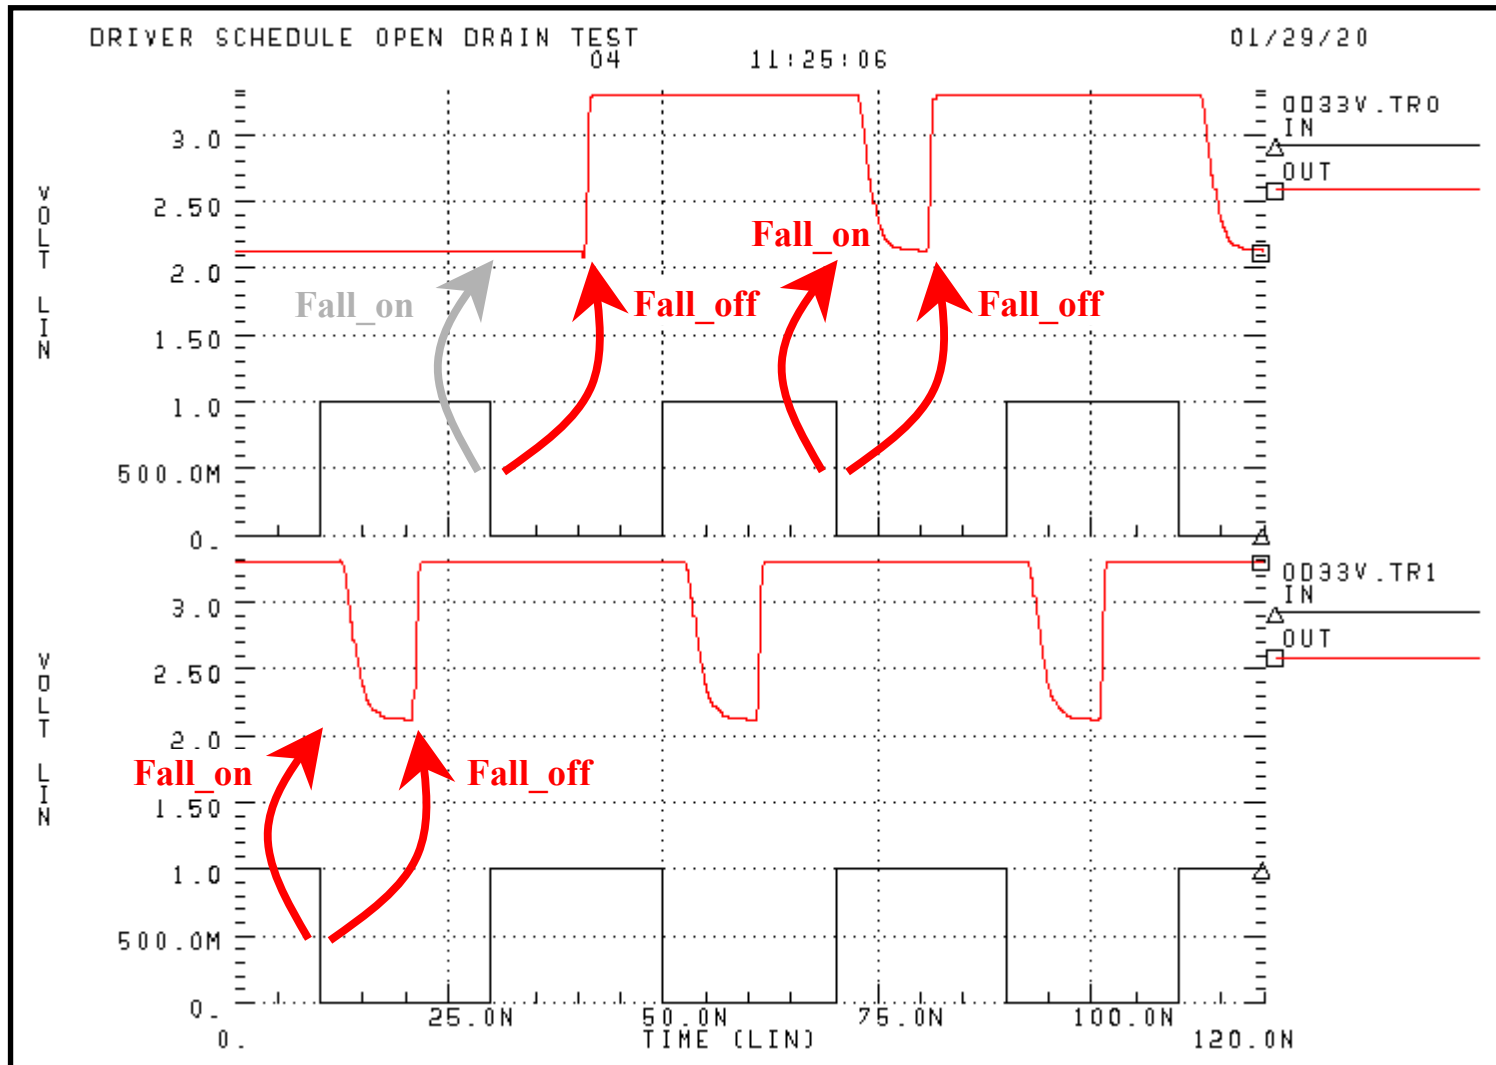 DRIVER SCHEDULE OPEN DRAIN TEST 01/29/20
04 11:25:06
VOLT LIN
3.0
2.50
2.0
1.50
1.0
500.0M
0.
Fall_on
Fall_off
Fall_on
Fall_off
OD33V.TR0
IN
OUT
VOLT LIN
3.0
2.50
2.0
1.50
1.0
500.0M
0.
Fall_on
Fall_off
OD33V.TR1
IN
OUT
0. 25.0N 50.0N 75.0N 100.0N 120.0N
TIME (LIN)